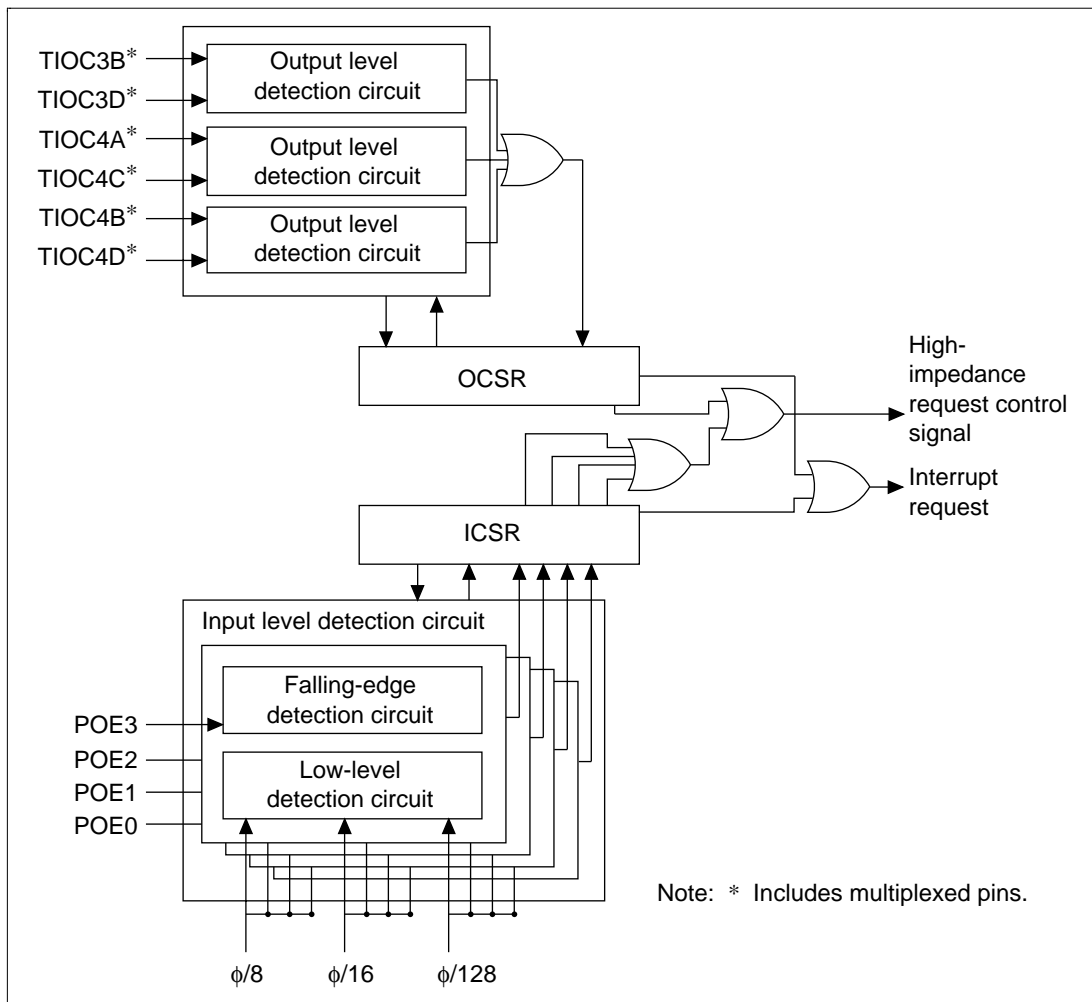 TIOC3B*
TIOC3D*
TIOC4A*
TIOC4C*
TIOC4B*
TIOC4D*
Output level
detection circuit
Output level
detection circuit
Output level
detection circuit
OCSR
High-
impedance
request control
signal
Interrupt
request
ICSR
Input level detection circuit
Falling-edge
detection circuit
Low-level
detection circuit
POE3
POE2
POE1
POE0
Note: * Includes multiplexed pins.
ϕ/8
ϕ/16
ϕ/128